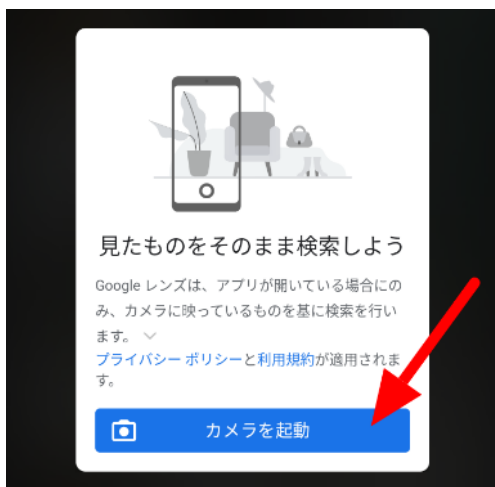 見たものをそのまま検索しよう
Google レンズは、アプリが開いている場合にの
み、カメラに映っているものを基に検索を行い
ます。
プライバシー ポリシーと利用規約が適用されま
す。
カメラを起動